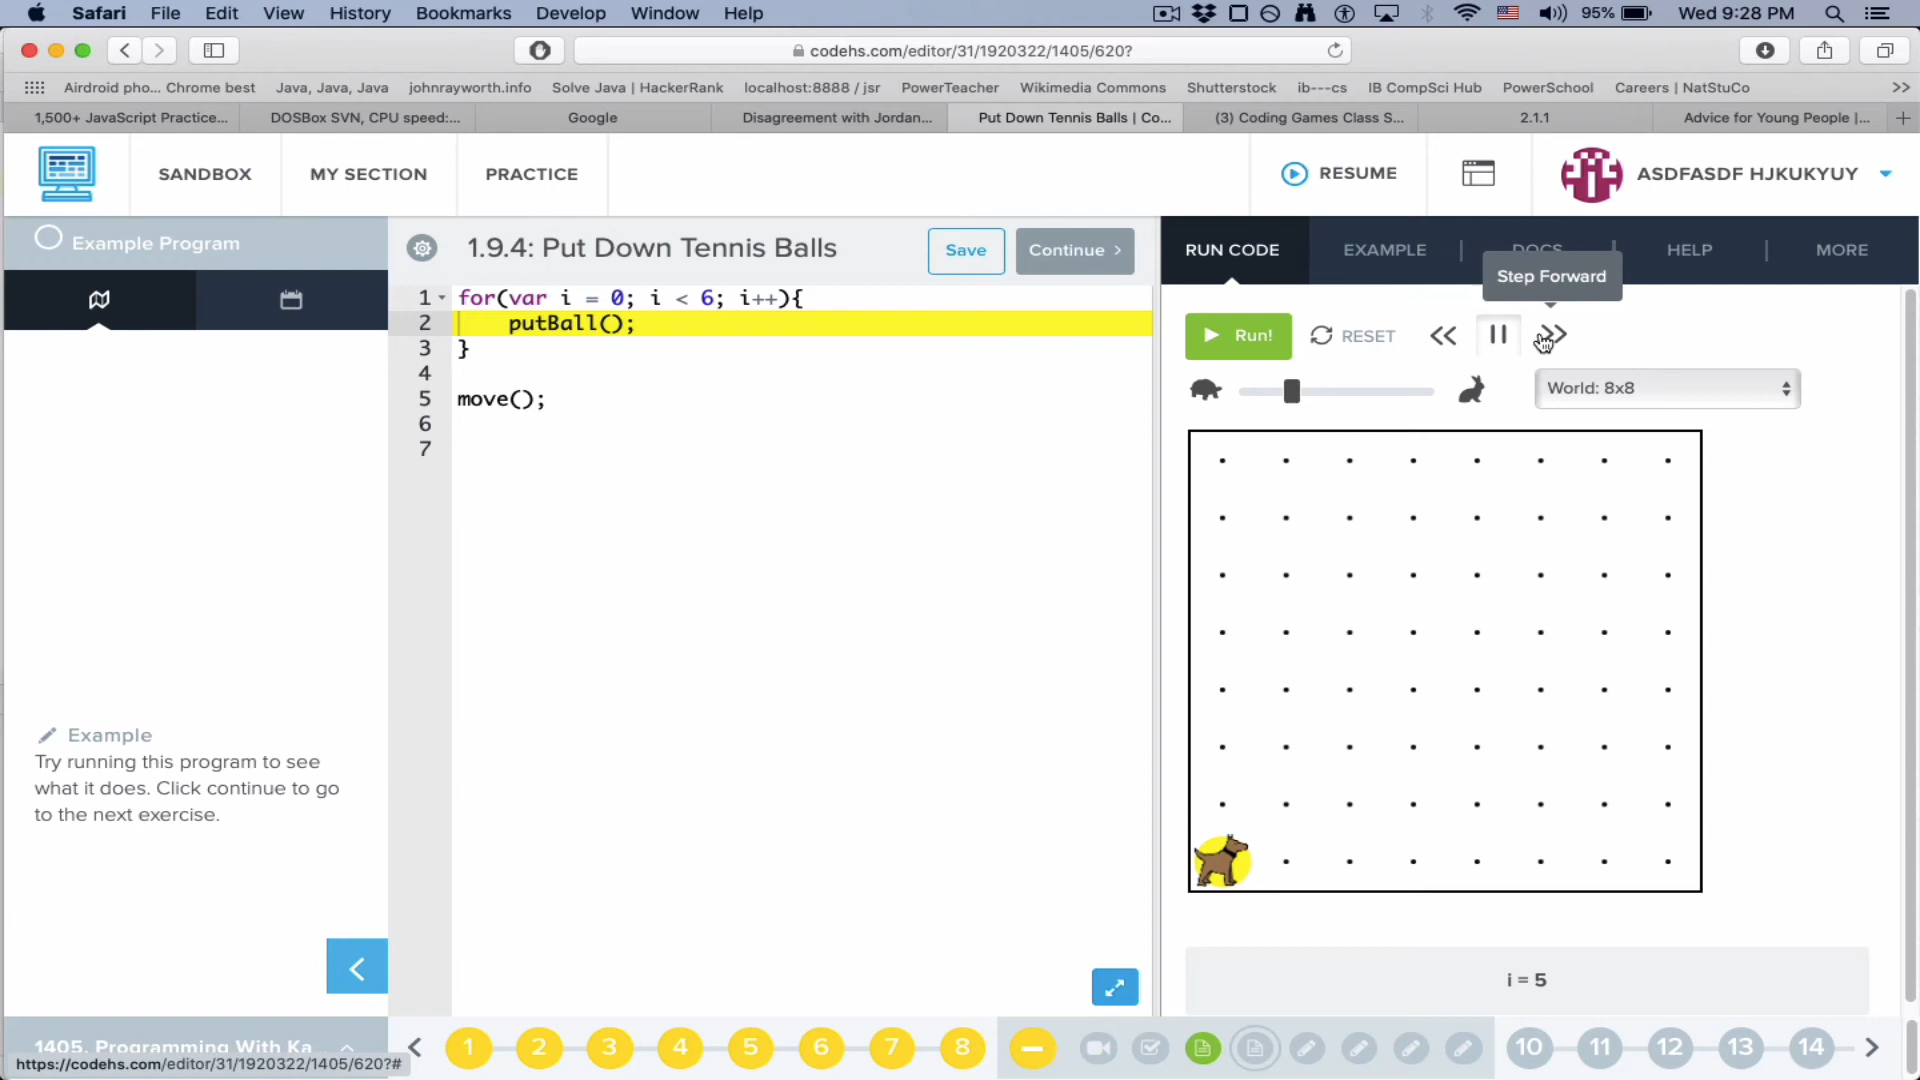 Safari File Edit View History Bookmarks Develop Window Help 95% Wed 9:28 PM
codehs.com/editor/31/1920322/1405/620?
Airdroid pho... Chrome best Java, Java, Java johnrayworth.info Solve Java | HackerRank localhost:8888 / jsr PowerTeacher Wikimedia Commons Shutterstock ib---cs IB CompSci Hub PowerSchool Careers | NatStuCo >>
1,500+ JavaScript Practice... DOSBox SVN, CPU speed:... Google Disagreement with Jordan... Put Down Tennis Balls | Co... (3) Coding Games Class S... 2.1.1 Advice for Young People |... +
SANDBOX MY SECTION PRACTICE RESUME ASDFASDF HJKUKYUY
Example Program
1.9.4: Put Down Tennis Balls Save Continue >
RUN CODE EXAMPLE DOCS HELP MORE
Step Forward
1 for(var i = 0; i < 6; i++){
2 putBall();
3 }
4
5 move();
6
7
Run! RESET
World: 8x8
Example
Try running this program to see
what it does. Click continue to go
to the next exercise.
i = 5
1405. Programming With Ka
1 2 3 4 5 6 7 8 10 11 12 13 14
https://codehs.com/editor/31/1920322/1405/620?#